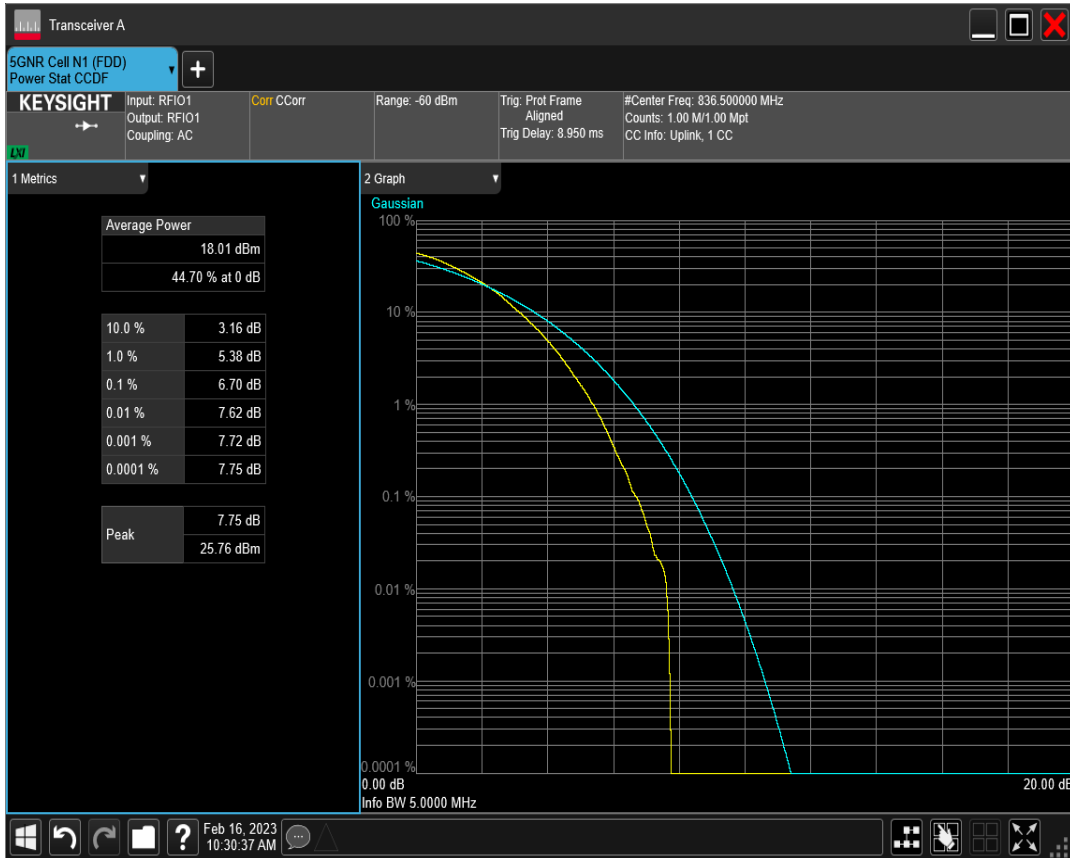 Transceiver A
5GNR Cell N1 (FDD)
Power Stat CCDF
+
KEYSIGHT
LXI
Input: RFIO1
Output: RFIO1
Coupling: AC
Corr CCorr
Range: -60 dBm
Trig: Prot Frame
Aligned
Trig Delay: 8.950 ms
#Center Freq: 836.500000 MHz
Counts: 1.00 M/1.00 Mpt
CC Info: Uplink, 1 CC
1 Metrics
Average Power
18.01 dBm
44.70 % at 0 dB
10.0 % 3.16 dB
1.0 % 5.38 dB
0.1 % 6.70 dB
0.01 % 7.62 dB
0.001 % 7.72 dB
0.0001 % 7.75 dB
Peak
7.75 dB
25.76 dBm
2 Graph
Gaussian
100 %
10 %
1 %
0.1 %
0.01 %
0.001 %
0.0001 %
0.00 dB 20.00 dB
Info BW 5.0000 MHz
?
Feb 16, 2023
10:30:37 AM